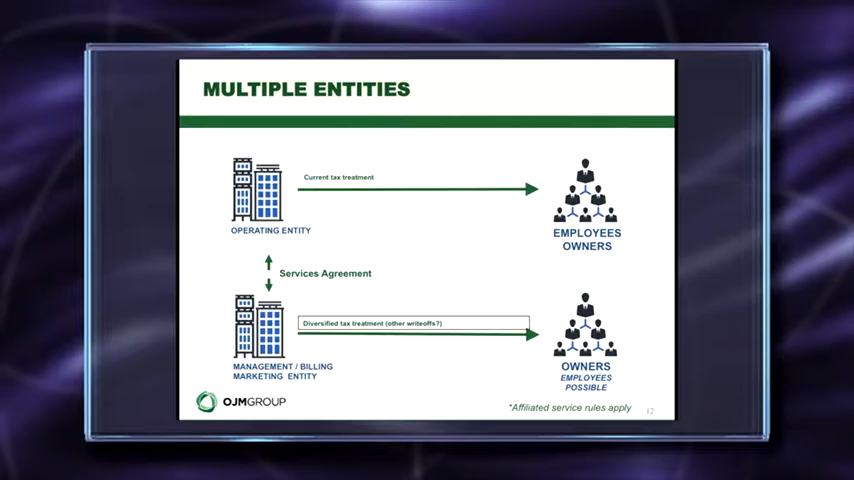 MULTIPLE ENTITIES
Current tax treatment
OPERATING ENTITY
EMPLOYEES
OWNERS
Services Agreement
Diversified tax treatment (other writeoffs?)
MANAGEMENT / BILLING
MARKETING ENTITY
OWNERS
EMPLOYEES
POSSIBLE
OJMGROUP
*Affiliated service rules apply
12